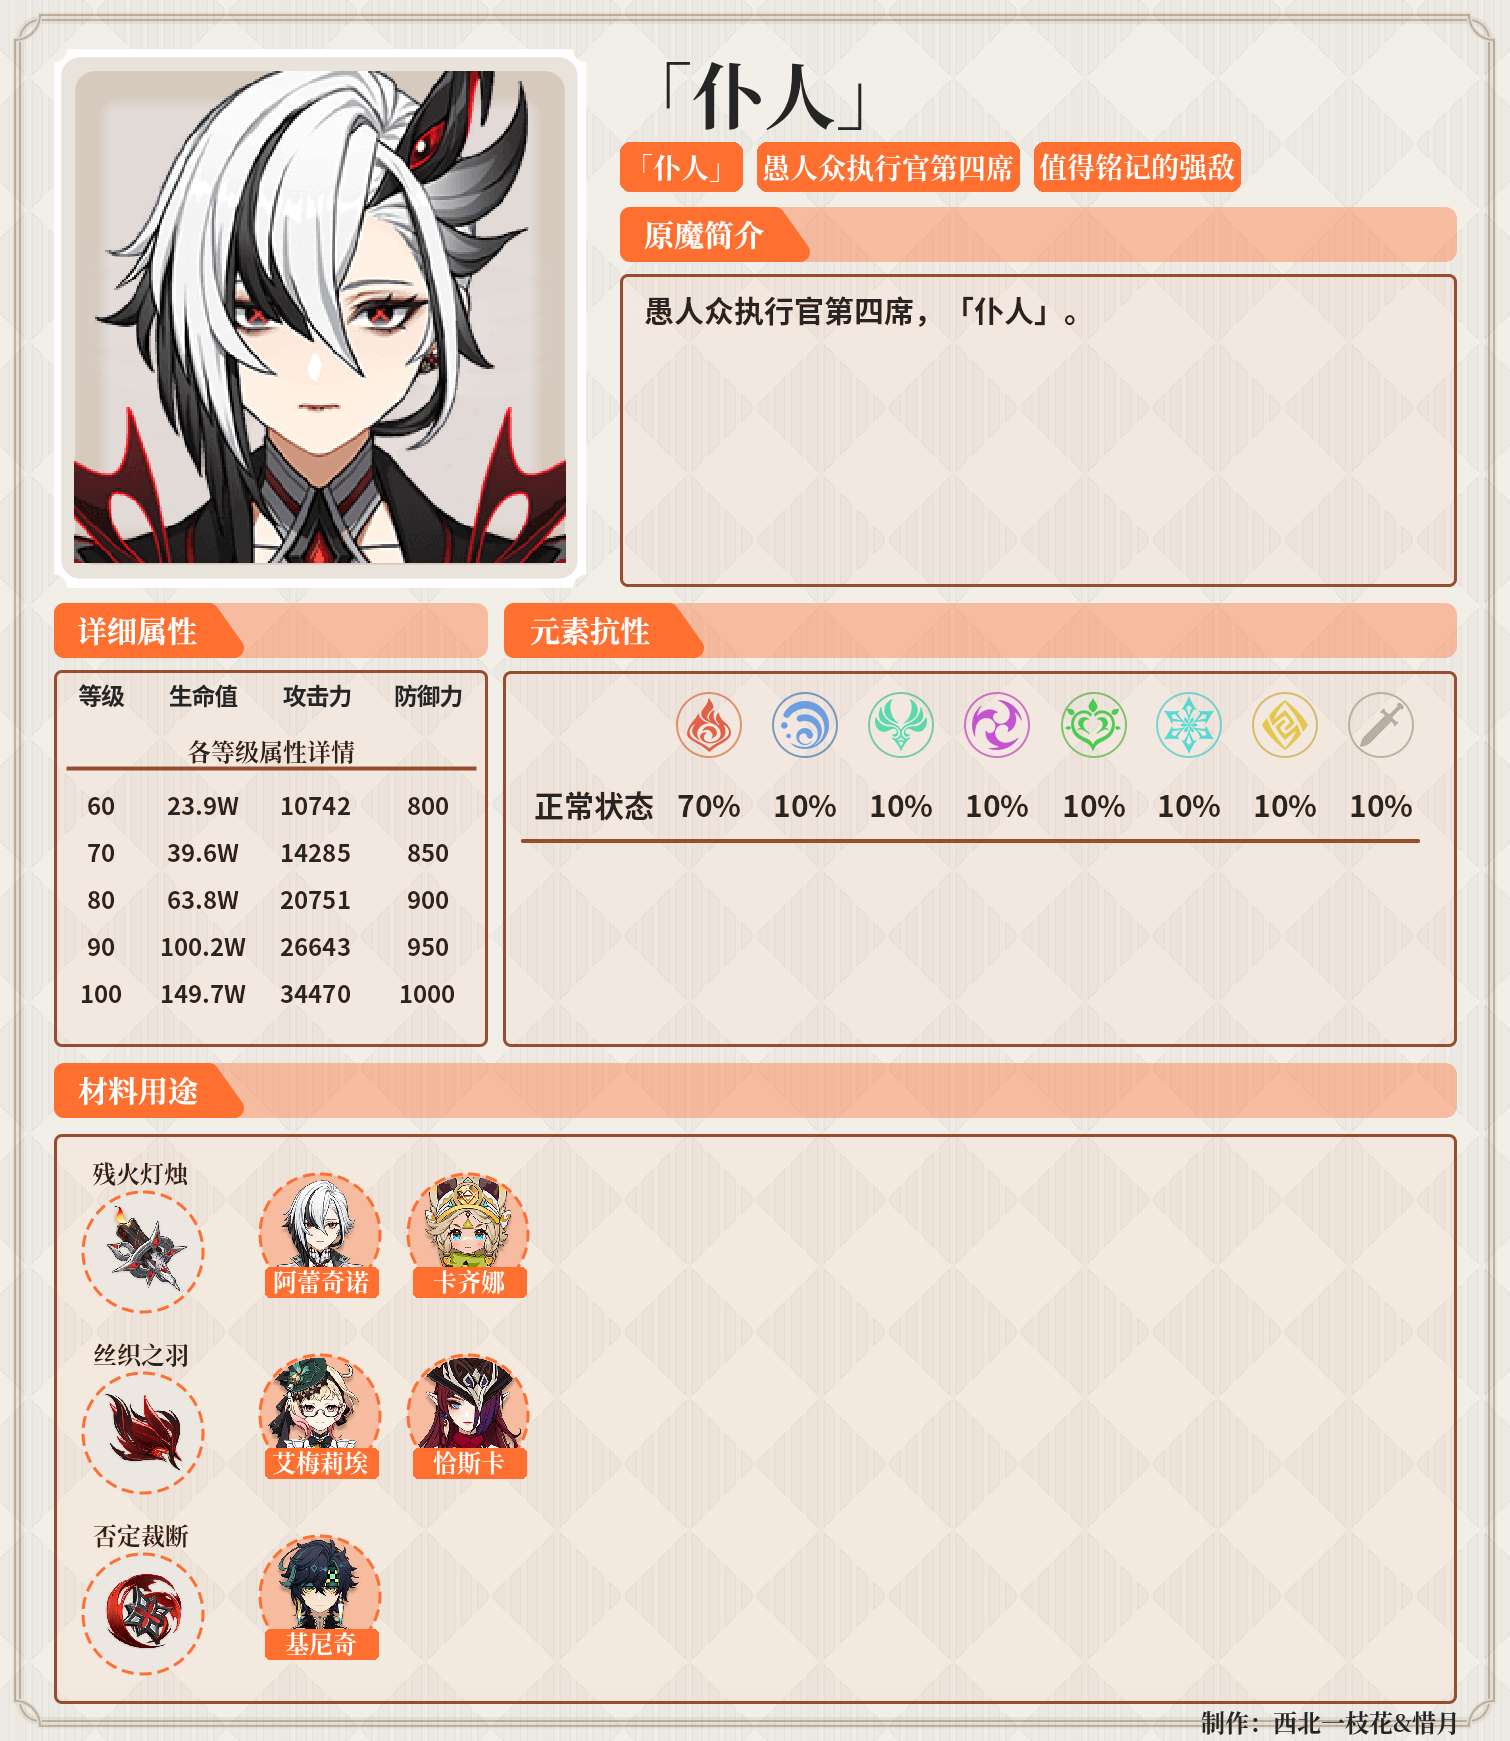 「仆人」
「仆人」 愚人众执行官第四席 值得铭记的强敌
原魔简介
愚人众执行官第四席，「仆人」。
详细属性
等级 生命值 攻击力 防御力
各等级属性详情
60 23.9W 10742 800
70 39.6W 14285 850
80 63.8W 20751 900
90 100.2W 26643 950
100 149.7W 34470 1000
元素抗性
正常状态 70% 10% 10% 10% 10% 10% 10% 10%
材料用途
残火灯烛
阿蕾奇诺 卡齐娜
丝织之羽
艾梅莉埃 恰斯卡
否定裁断
基尼奇
制作：西北一枝花&惜月